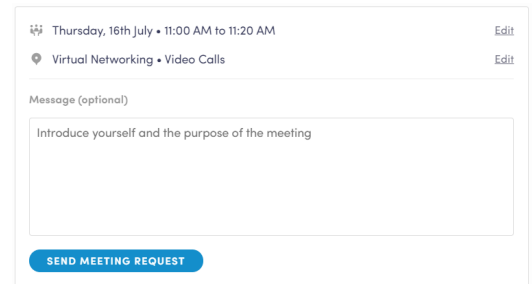 Thursday, 16th July • 11:00 AM to 11:20 AM Edit
Virtual Networking • Video Calls Edit
Message (optional)
Introduce yourself and the purpose of the meeting
SEND MEETING REQUEST